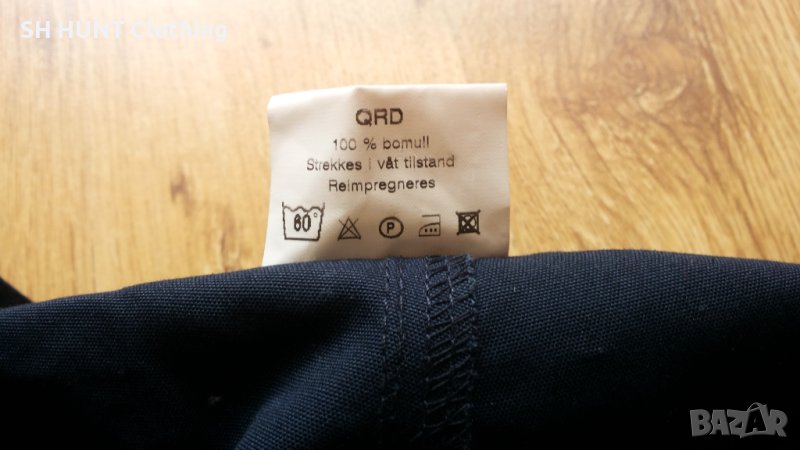 SH HUNT Clothing
QRD
100 % bomull
Strekkes i våt tilstand
Reimpregneres
60°
P
BAZAR